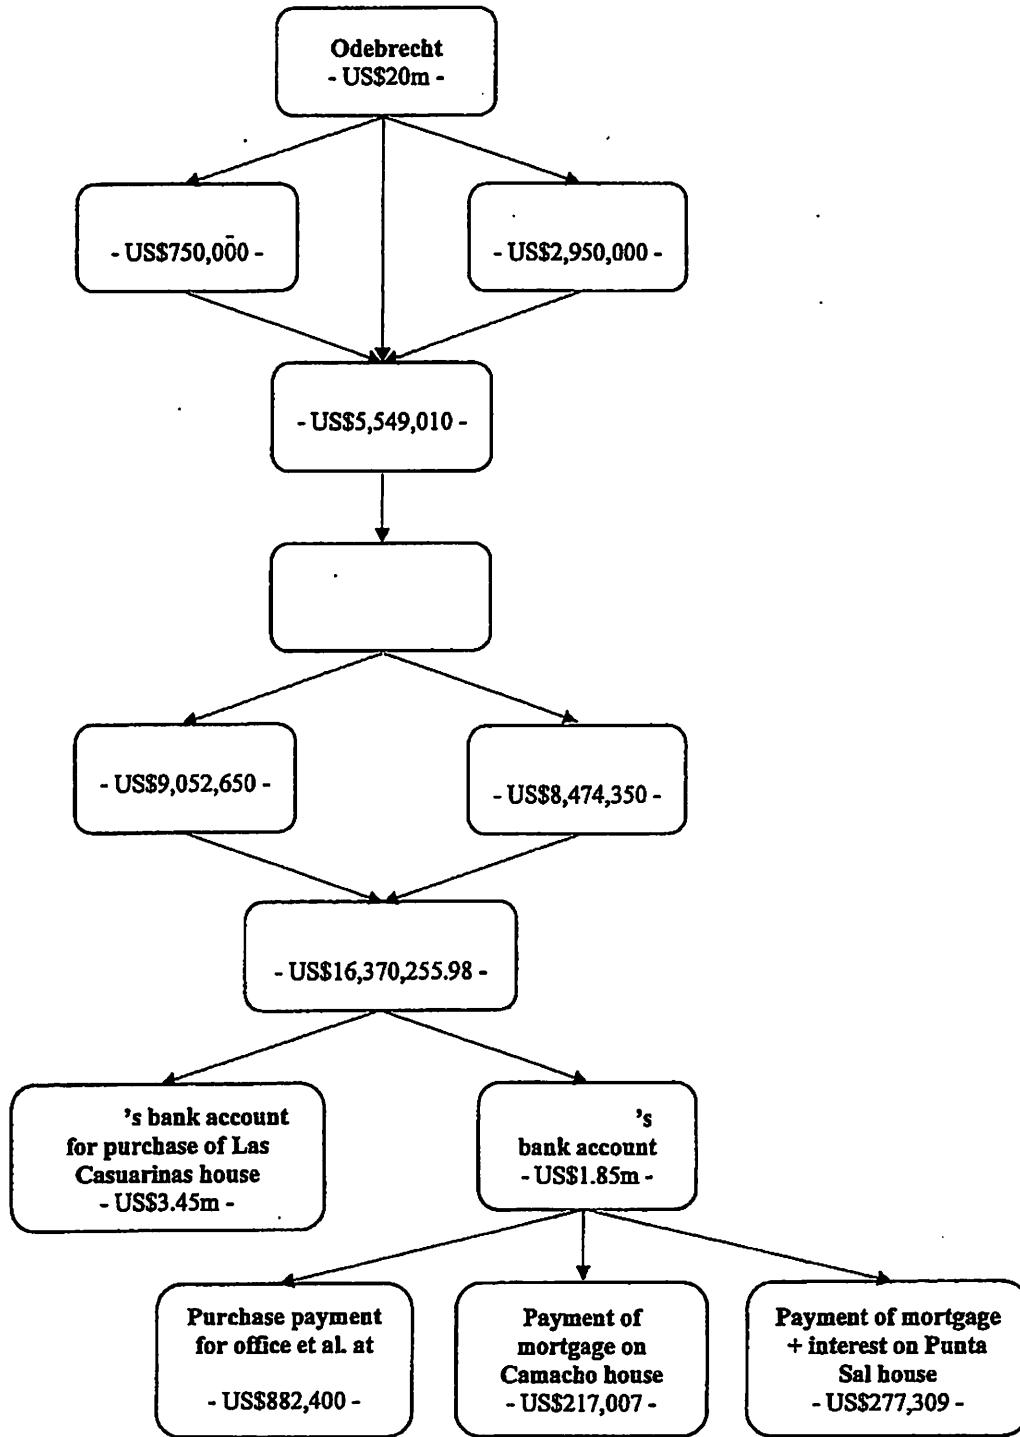 Odebrecht
- US$20m -
- US$750,000 -
- US$2,950,000 -
- US$5,549,010 -
- US$9,052,650 -
- US$8,474,350 -
- US$16,370,255.98 -
's bank account
for purchase of Las
Casuarinas house
- US$3.45m -
's
bank account
- US$1.85m -
Purchase payment
for office et al. at
- US$882,400 -
Payment of
mortgage on
Camacho house
- US$217,007 -
Payment of mortgage
+ interest on Punta
Sal house
- US$277,309 -